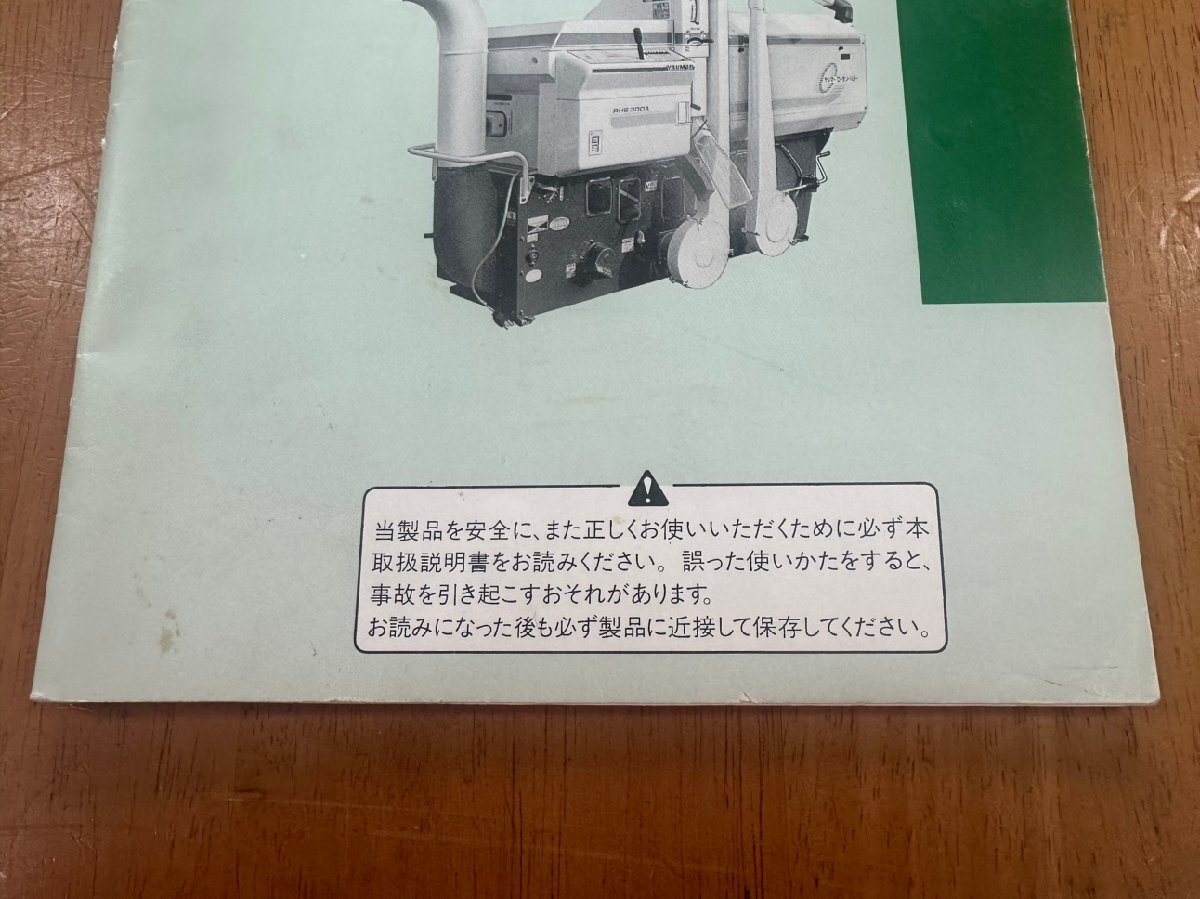 YANMAR
当製品を安全に、また正しくお使いいただくために必ず本
取扱説明書をお読みください。誤った使いかたをすると、
事故を引き起こすおそれがあります。
お読みになった後も必ず製品に近接して保存してください。